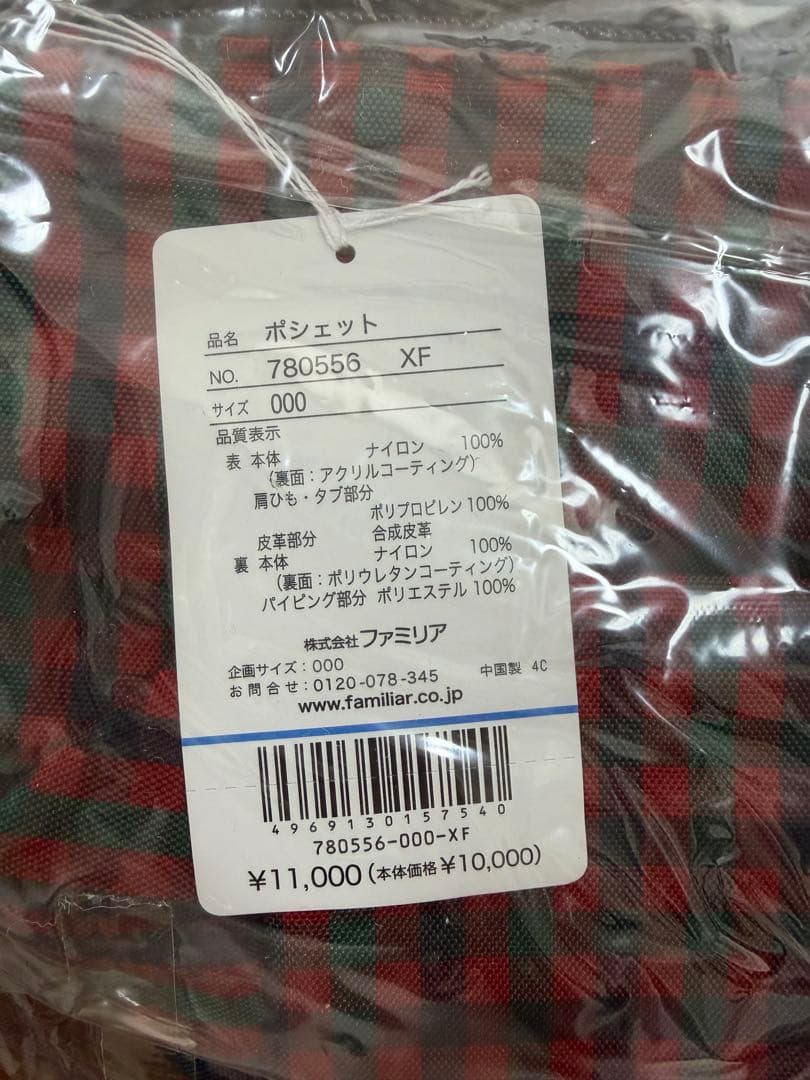 品名 ポシェット
NO. 780556 XF
サイズ 000
品質表示
表 本体 ナイロン 100%
(裏面：アクリルコーティング)
肩ひも・タブ部分
ポリプロピレン 100%
皮革部分 合成皮革
裏 本体 ナイロン 100%
(裏面：ポリウレタンコーティング)
パイピング部分 ポリエステル 100%
株式会社ファミリア
企画サイズ：000
お問合せ：0120-078-345 中国製 4C
www.familiar.co.jp
4969130157540
780556-000-XF
¥11,000(本体価格¥10,000)